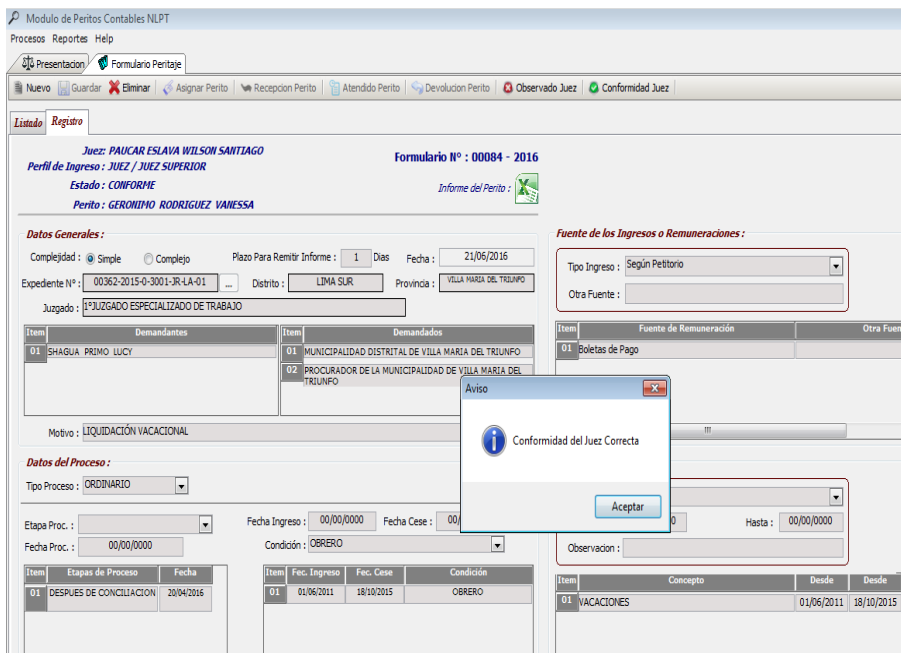 Modulo de Peritos Contables NLPT
Procesos Reportes Help
Presentacion Formulario Peritaje
Nuevo Guardar Eliminar Asignar Perito Recepcion Perito Atendido Perito Devolucion Perito Observado Juez Conformidad Juez
Listado Registro
Juez: PAUCAR ESLAVA WILSON SANTIAGO
Perfil de Ingreso : JUEZ / JUEZ SUPERIOR
Formulario Nº : 00084 - 2016
Estado : CONFORME
Informe del Perito :
Perito : GERONIMO RODRIGUEZ VANESSA
Datos Generales :
Complejidad : Simple Complejo Plazo Para Remitir Informe : 1 Dias Fecha : 21/06/2016
Expediente Nº : 00362-2015-0-3001-JR-LA-01 ... Distrito : LIMA SUR Provincia : VILLA MARIA DEL TRIUNFO
Juzgado : 1ºJUZGADO ESPECIALIZADO DE TRABAJO
Item Demandantes
01 SHAGUA PRIMO LUCY
Item Demandados
01 MUNICIPALIDAD DISTRITAL DE VILLA MARIA DEL TRIUNFO
02 PROCURADOR DE LA MUNICIPALIDAD DE VILLA MARIA DEL
TRIUNFO
Motivo : LIQUIDACIÓN VACACIONAL
Fuente de los Ingresos o Remuneraciones :
Tipo Ingreso : Según Petitorio
Otra Fuente :
Item Fuente de Remuneración Otra Fuen
01 Boletas de Pago
Aviso
Conformidad del Juez Correcta
Aceptar
Datos del Proceso :
Tipo Proceso : ORDINARIO
Etapa Proc. :
Fecha Proc. : 00/00/0000
Fecha Ingreso : 00/00/0000 Fecha Cese : 00/
Condición : OBRERO
Item Etapas de Proceso Fecha
01 DESPUES DE CONCILIACION 20/04/2016
Item Fec. Ingreso Fec. Cese Condición
01 01/06/2011 18/10/2015 OBRERO
0 Hasta : 00/00/0000
Observacion :
Item Concepto Desde Desde
01 VACACIONES 01/06/2011 18/10/2015